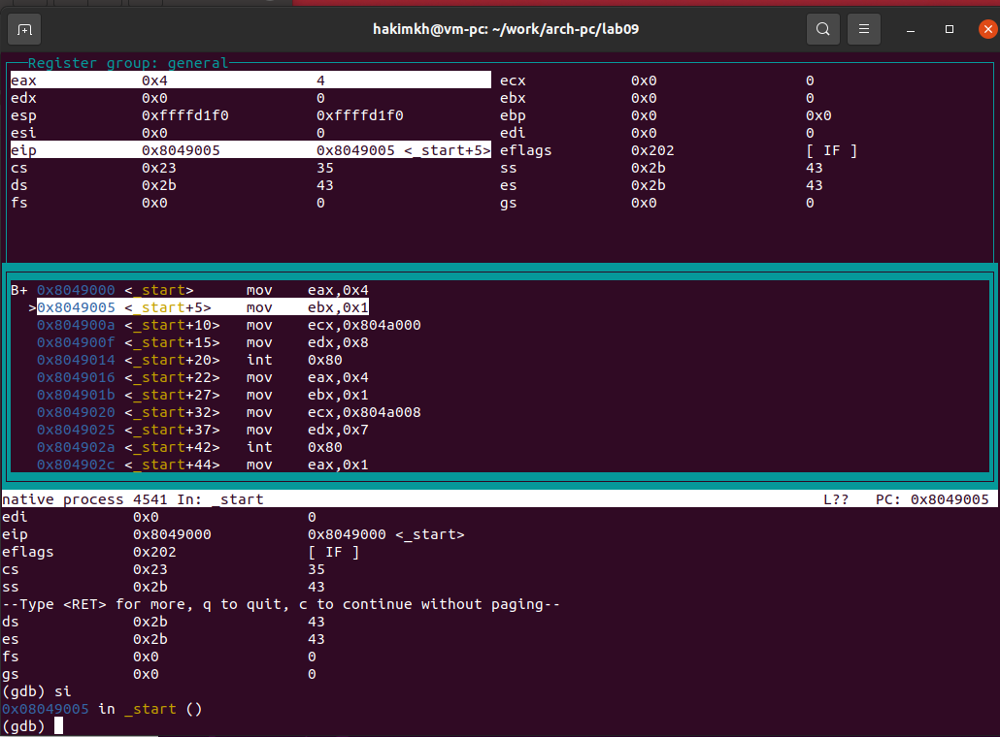 hakimkh@vm-pc: ~/work/arch-pc/lab09
Register group: general
eax 0x4 4 ecx 0x0 0
edx 0x0 0 ebx 0x0 0
esp 0xffffd1f0 0xffffd1f0 ebp 0x0 0x0
esi 0x0 0 edi 0x0 0
eip 0x8049005 0x8049005 <_start+5> eflags 0x202 [ IF ]
cs 0x23 35 ss 0x2b 43
ds 0x2b 43 es 0x2b 43
fs 0x0 0 gs 0x0 0
B+ 0x8049000 <_start> mov eax,0x4
>0x8049005 <_start+5> mov ebx,0x1
0x804900a <_start+10> mov ecx,0x804a000
0x804900f <_start+15> mov edx,0x8
0x8049014 <_start+20> int 0x80
0x8049016 <_start+22> mov eax,0x4
0x804901b <_start+27> mov ebx,0x1
0x8049020 <_start+32> mov ecx,0x804a008
0x8049025 <_start+37> mov edx,0x7
0x804902a <_start+42> int 0x80
0x804902c <_start+44> mov eax,0x1
native process 4541 In: _start L?? PC: 0x8049005
edi 0x0 0
eip 0x8049000 0x8049000 <_start>
eflags 0x202 [ IF ]
cs 0x23 35
ss 0x2b 43
--Type <RET> for more, q to quit, c to continue without paging--
ds 0x2b 43
es 0x2b 43
fs 0x0 0
gs 0x0 0
(gdb) si
0x08049005 in _start ()
(gdb)